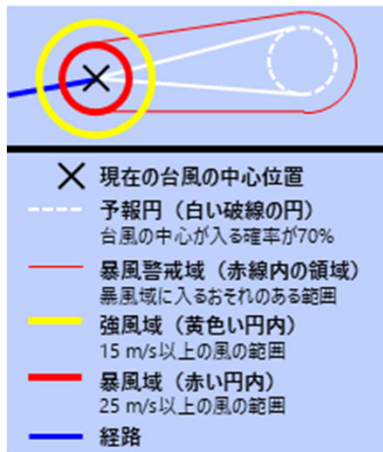 現在の台風の中心位置
予報円（白い破線の円）
台風の中心が入る確率が70%
暴風警戒域（赤線内の領域）
暴風域に入るおそれのある範囲
強風域（黄色い円内）
15 m/s以上の風の範囲
暴風域（赤い円内）
25 m/s以上の風の範囲
経路